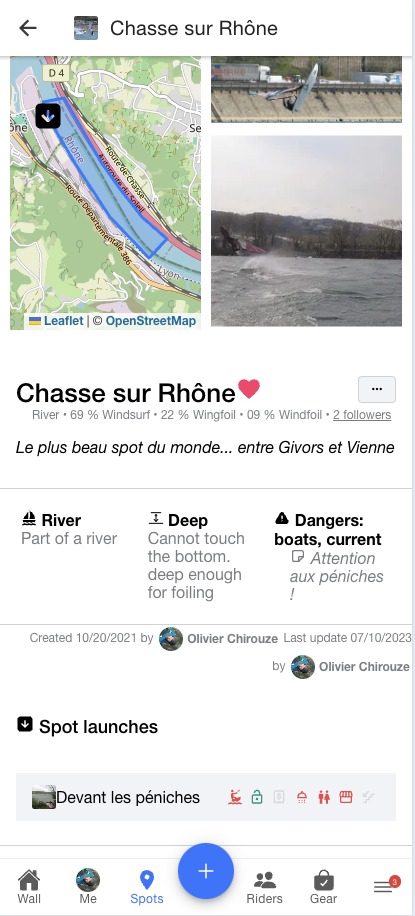 Chasse sur Rhône
D 4
ône
Se
Rhône
Route de Chasse
Autoroute du Soleil
Route Départementale 386
Lyon
Leaflet | © OpenStreetMap
Chasse sur Rhône
...
River • 69 % Windsurf • 22 % Wingfoil • 09 % Windfoil • 2 followers
Le plus beau spot du monde... entre Givors et Vienne
River
Part of a river
Deep
Cannot touch
the bottom.
deep enough
for foiling
Dangers:
boats, current
Attention
aux péniches
!
Created 10/20/2021 by Olivier Chirouze Last update 07/10/2023
by Olivier Chirouze
Spot launches
Devant les péniches
Wall
Me
Spots
+
Riders
Gear
3